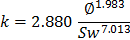 k = 2.880 Ø^1.983 / Sw^7.013